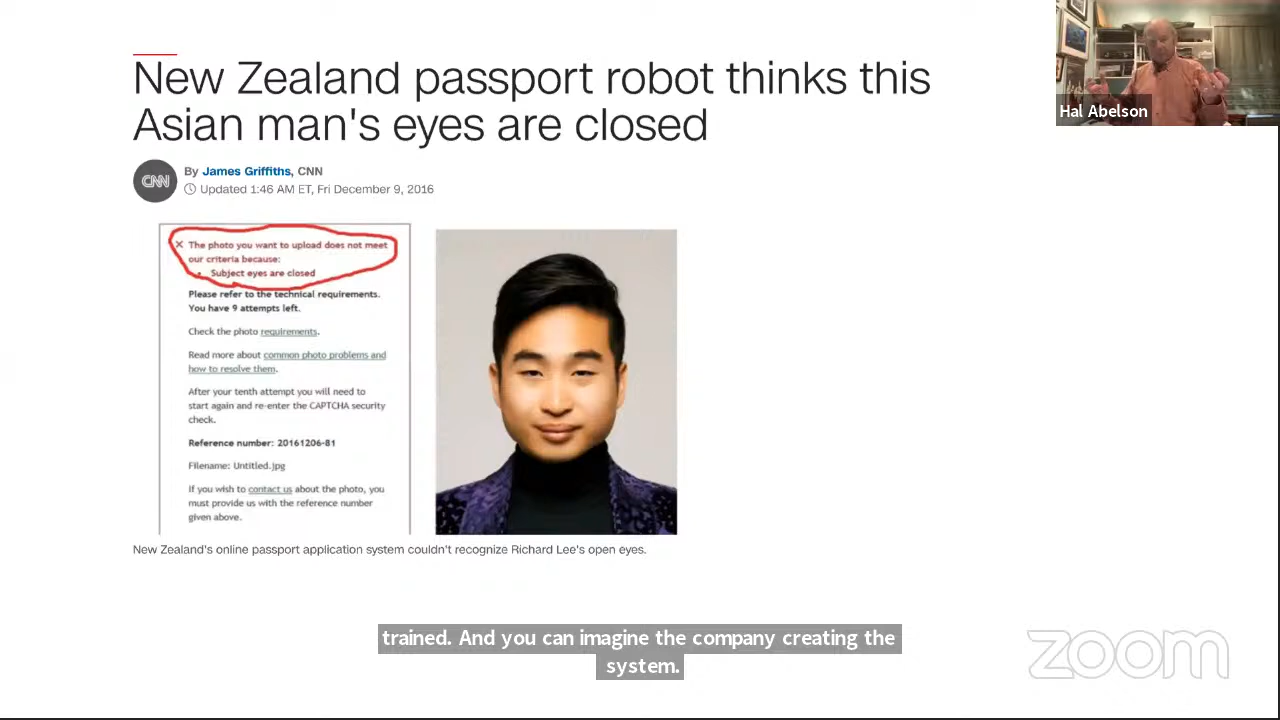 New Zealand passport robot thinks this
Asian man's eyes are closed
CNN
By James Griffiths, CNN
Updated 1:46 AM ET, Fri December 9, 2016
The photo you want to upload does not meet
our criteria because:
• Subject eyes are closed
Please refer to the technical requirements.
You have 9 attempts left.
Check the photo requirements.
Read more about common photo problems and
how to resolve them.
After your tenth attempt you will need to
start again and re-enter the CAPTCHA security
check.
Reference number: 20161206-81
Filename: Untitled.jpg
If you wish to contact us about the photo, you
must provide us with the reference number
given above.
New Zealand's online passport application system couldn't recognize Richard Lee's open eyes.
Hal Abelson
trained. And you can imagine the company creating the
system.
zoom